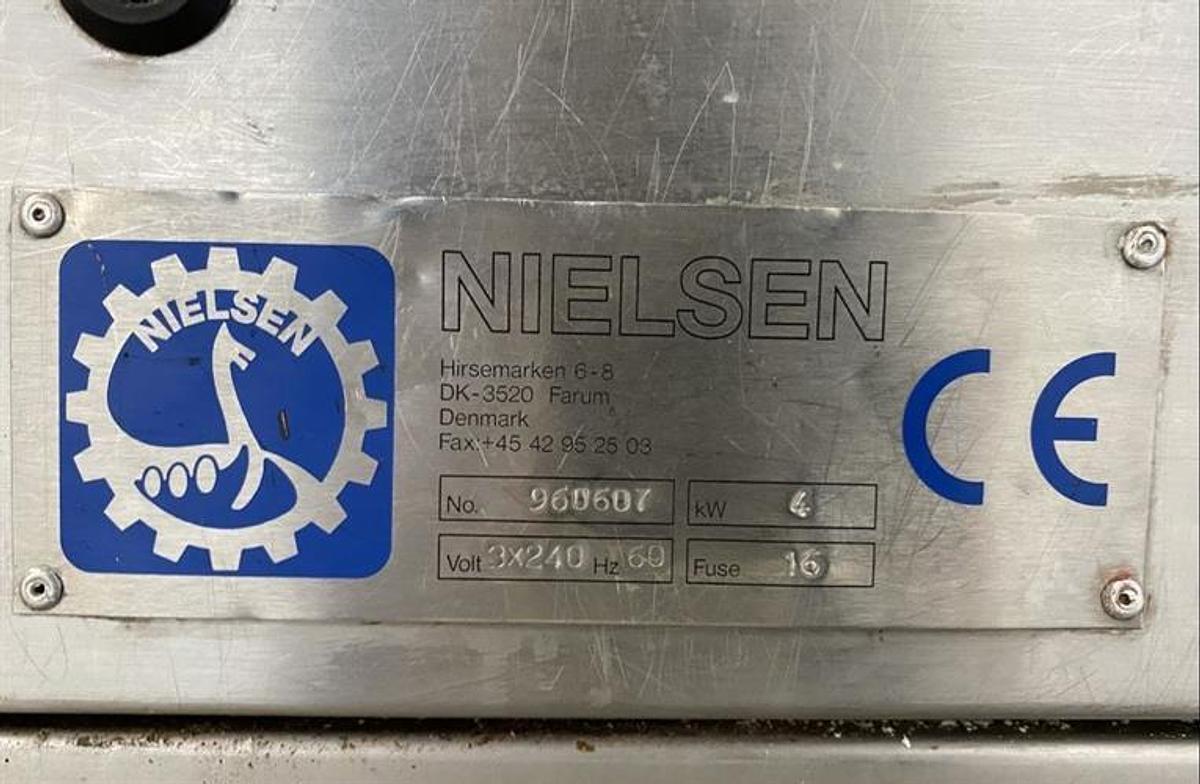 NIELSEN
NIELSEN
Hirsemarken 6-8
DK-3520 Farum
Denmark
Fax:+45 42 95 25 03
No. 960607 kW 4
Volt 3X240 Hz 60 Fuse 16
CE